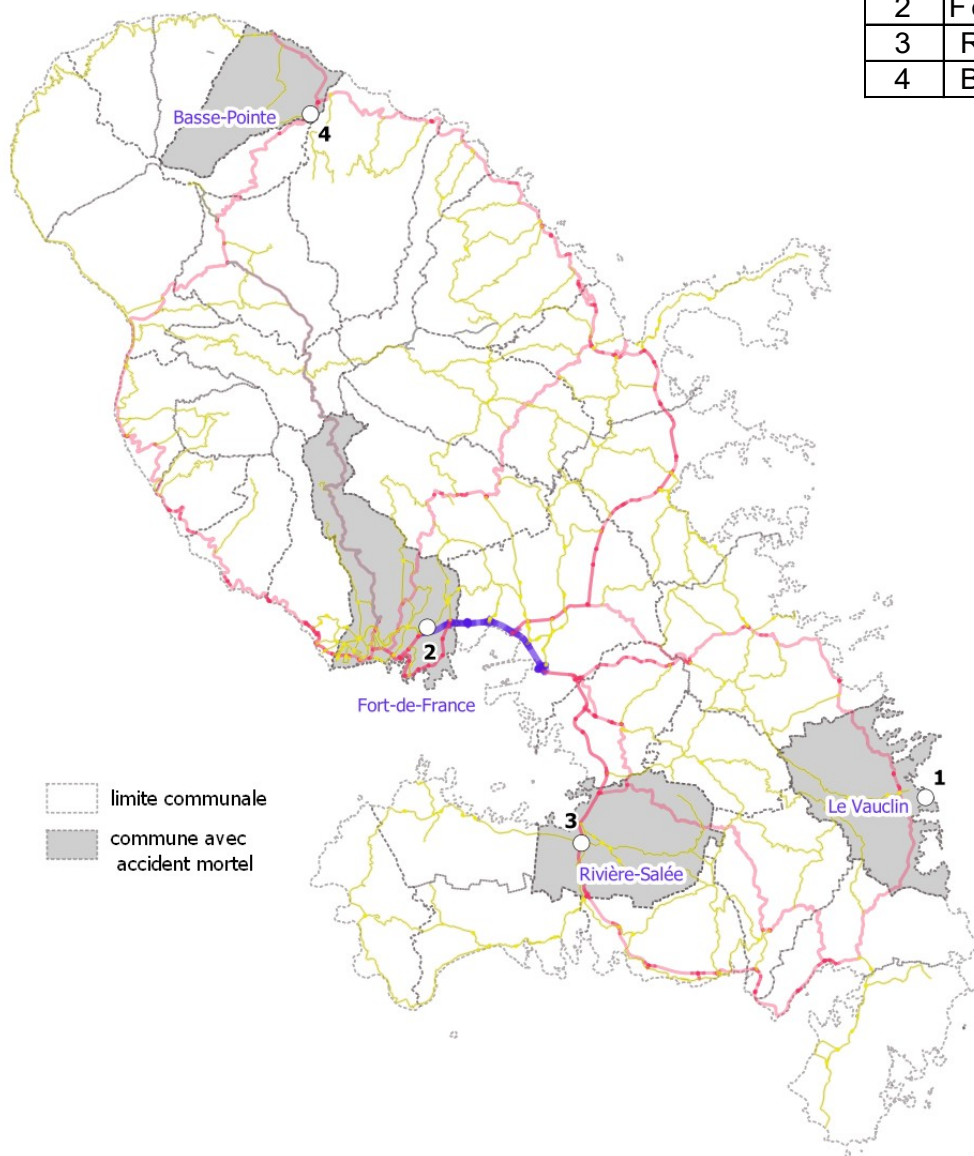 2
3
R
4
B
Basse-Pointe
4
2
Fort-de-France
1
Le Vauclin
3
Rivière-Salée
limite communale
commune avec
accident mortel